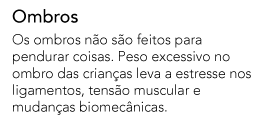 Ombros
Os ombros não são feitos para
pendurar coisas. Peso excessivo no
ombro das crianças leva a estresse nos
ligamentos, tensão muscular e
mudanças biomecânicas.